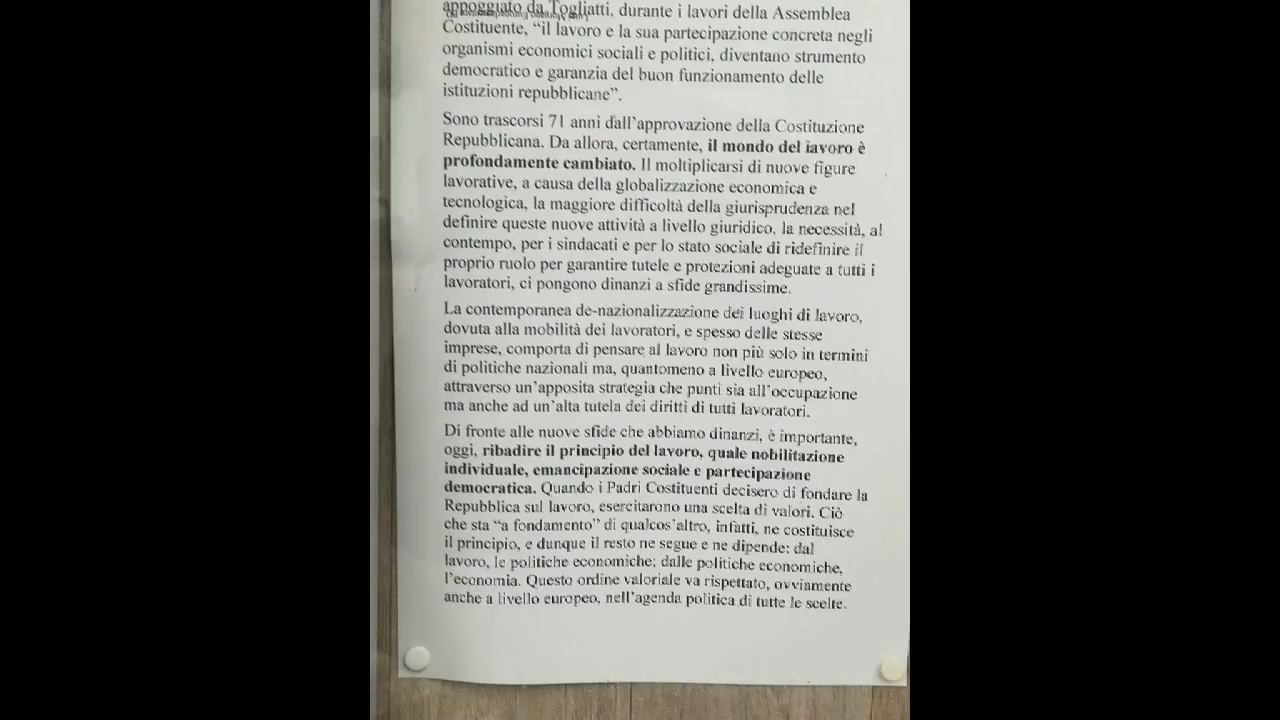 appoggiato da Togliatti, durante i lavori della Assemblea
Costituente, “il lavoro e la sua partecipazione concreta negli
organismi economici sociali e politici, diventano strumento
democratico e garanzia del buon funzionamento delle
istituzioni repubblicane”.
Sono trascorsi 71 anni dall’approvazione della Costituzione
Repubblicana. Da allora, certamente, il mondo del lavoro è
profondamente cambiato. Il moltiplicarsi di nuove figure
lavorative, a causa della globalizzazione economica e
tecnologica, la maggiore difficoltà della giurisprudenza nel
definire queste nuove attività a livello giuridico, la necessità, al
contempo, per i sindacati e per lo stato sociale di ridefinire il
proprio ruolo per garantire tutele e protezioni adeguate a tutti i
lavoratori, ci pongono dinanzi a sfide grandissime.
La contemporanea de-nazionalizzazione dei luoghi di lavoro,
dovuta alla mobilità dei lavoratori, e spesso delle stesse
imprese, comporta di pensare al lavoro non più solo in termini
di politiche nazionali ma, quantomeno a livello europeo,
attraverso un’apposita strategia che punti sia all’occupazione
ma anche ad un’alta tutela dei diritti di tutti lavoratori.
Di fronte alle nuove sfide che abbiamo dinanzi, è importante,
oggi, ribadire il principio del lavoro, quale nobilitazione
individuale, emancipazione sociale e partecipazione
democratica. Quando i Padri Costituenti decisero di fondare la
Repubblica sul lavoro, esercitarono una scelta di valori. Ciò
che sta “a fondamento” di qualcos’altro, infatti, ne costituisce
il principio, e dunque il resto ne segue e ne dipende: dal
lavoro, le politiche economiche; dalle politiche economiche,
l’economia. Questo ordine valoriale va rispettato, ovviamente
anche a livello europeo, nell’agenda politica di tutte le scelte.